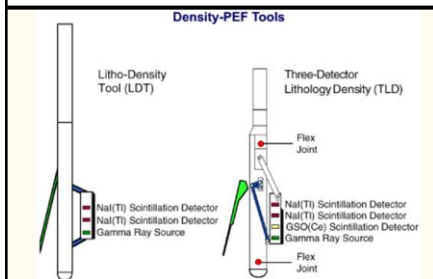 Density-PEF Tools
Litho-Density
Tool (LDT)
NaI(Tl) Scintillation Detector
NaI(Tl) Scintillation Detector
Gamma Ray Source
Three-Detector
Lithology Density (TLD)
Flex
Joint
NaI(Tl) Scintillation Detector
NaI(Tl) Scintillation Detector
GSO(Ce) Scintillation Detector
Gamma Ray Source
Flex
Joint